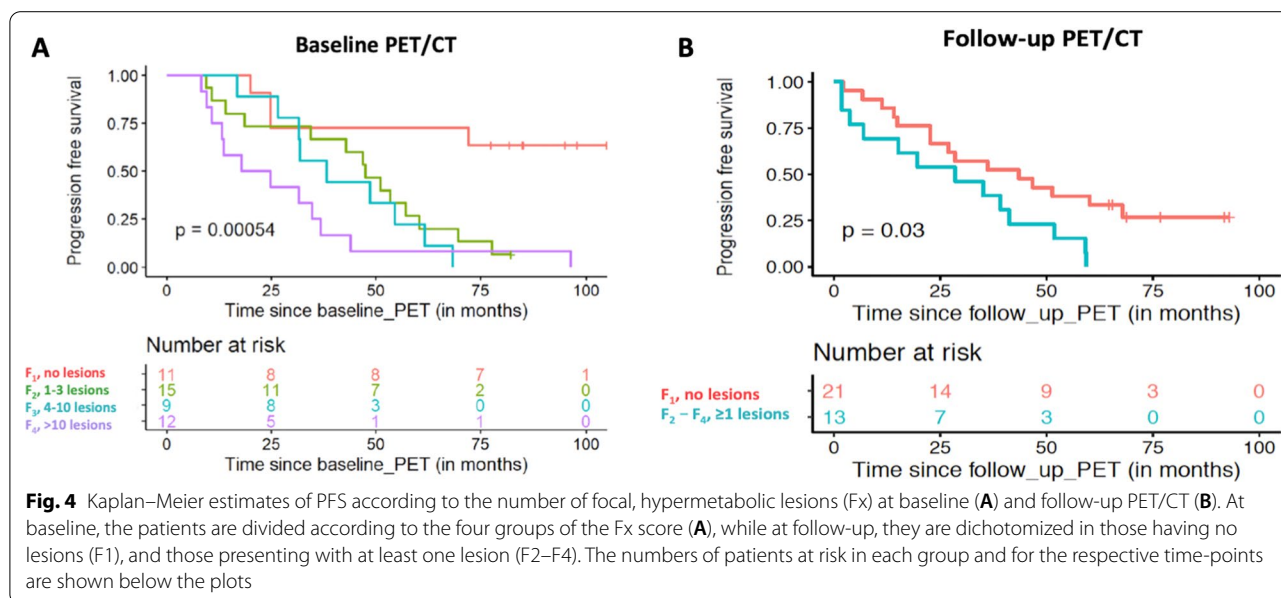 A
Baseline PET/CT
Progression free survival
1.00
0.75
0.50
0.25
0.00
p = 0.00054
0 25 50 75 100
Time since baseline_PET (in months)
Number at risk
F1, no lesions 11 8 8 7 1
F2, 1-3 lesions 15 11 7 2 0
F3, 4-10 lesions 9 8 3 0 0
F4, >10 lesions 12 5 1 1 0
0 25 50 75 100
Time since baseline_PET (in months)
B
Follow-up PET/CT
Progression free survival
1.00
0.75
0.50
0.25
0.00
p = 0.03
0 25 50 75 100
Time since follow_up_PET (in months)
Number at risk
F1, no lesions 21 14 9 3 0
F2 – F4, ≥1 lesions 13 7 3 0 0
0 25 50 75 100
Time since follow_up_PET (in months)
Fig. 4 Kaplan–Meier estimates of PFS according to the number of focal, hypermetabolic lesions (Fx) at baseline (A) and follow-up PET/CT (B). At
baseline, the patients are divided according to the four groups of the Fx score (A), while at follow-up, they are dichotomized in those having no
lesions (F1), and those presenting with at least one lesion (F2–F4). The numbers of patients at risk in each group and for the respective time-points
are shown below the plots